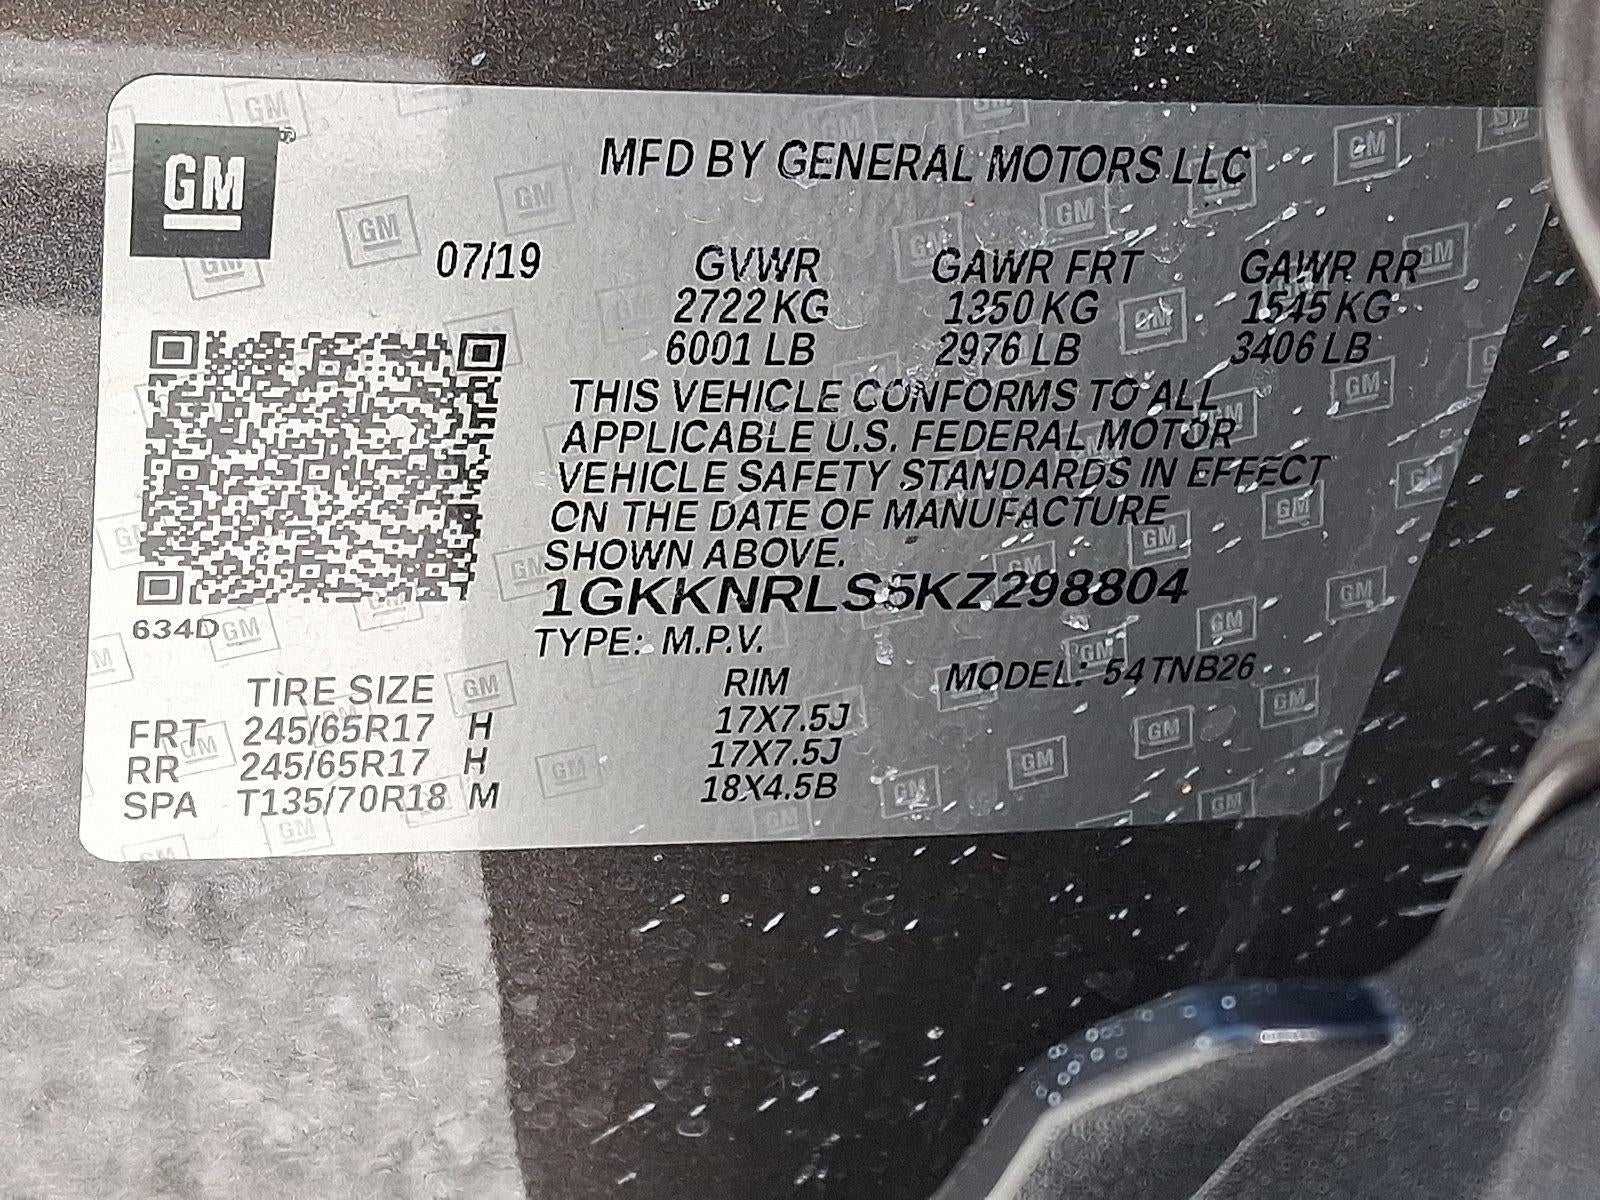 GM
MFD BY GENERAL MOTORS LLC
07/19 GVWR GAWR FRT GAWR RR
2722 KG 1350 KG 1545 KG
6001 LB 2976 LB 3406 LB
THIS VEHICLE CONFORMS TO ALL
APPLICABLE U.S. FEDERAL MOTOR
VEHICLE SAFETY STANDARDS IN EFFECT
ON THE DATE OF MANUFACTURE
SHOWN ABOVE.
1GKKNRLS5KZ298804
634D
TYPE: M.P.V. MODEL: 54TNB26
TIRE SIZE RIM
FRT 245/65R17 H 17X7.5J
RR 245/65R17 H 17X7.5J
SPA T135/70R18 M 18X4.5B